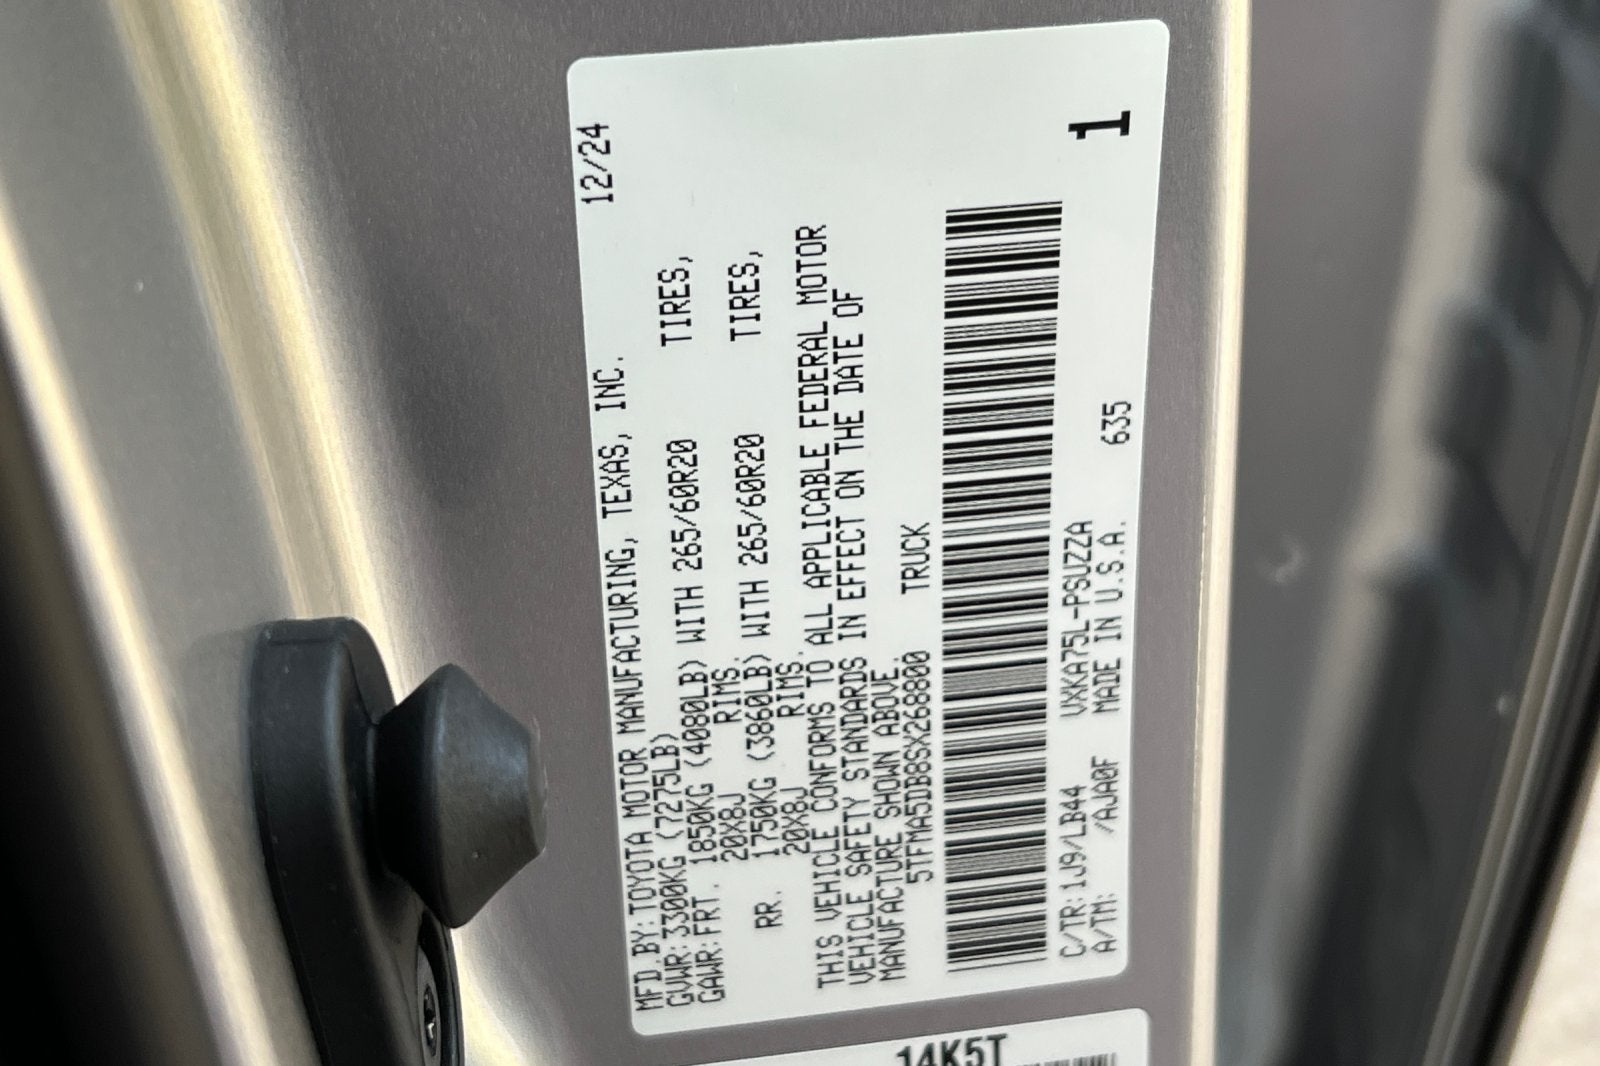 MFD.BY:TOYOTA MOTOR MANUFACTURING, TEXAS, INC. 12/24
GVWR:3300KG (7275LB)
GAWR:FRT. 1850KG (4080LB) WITH 265/60R20 TIRES,
20X8J RIMS.
RR. 1750KG (3860LB) WITH 265/60R20 TIRES,
20X8J RIMS.
THIS VEHICLE CONFORMS TO ALL APPLICABLE FEDERAL MOTOR
VEHICLE SAFETY STANDARDS IN EFFECT ON THE DATE OF
MANUFACTURE SHOWN ABOVE.
5TFMA5DB8SX268800 TRUCK
C/TR:1J9/LB44 VXKA75L-PSUZZA 635 1
A/TM: /AJA0F MADE IN U.S.A.
14K5T